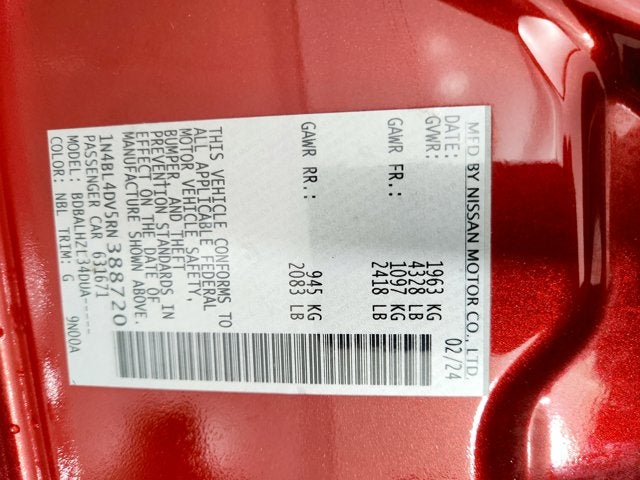 MFD BY NISSAN MOTOR CO., LTD.
DATE: 02/24
GVWR: 1963 KG
4328 LB
GAWR FR.: 1097 KG
2418 LB
GAWR RR.: 945 KG
2083 LB
THIS VEHICLE CONFORMS TO
ALL APPLICABLE FEDERAL
MOTOR VEHICLE SAFETY,
BUMPER, AND THEFT
PREVENTION STANDARDS IN
EFFECT ON THE DATE OF
MANUFACTURE SHOWN ABOVE.
1N4BL4DV5RN388720
PASSENGER CAR 631671
MODEL: BDBALHZL34DUA-----
COLOR: NBL TRIM: G 9N00A